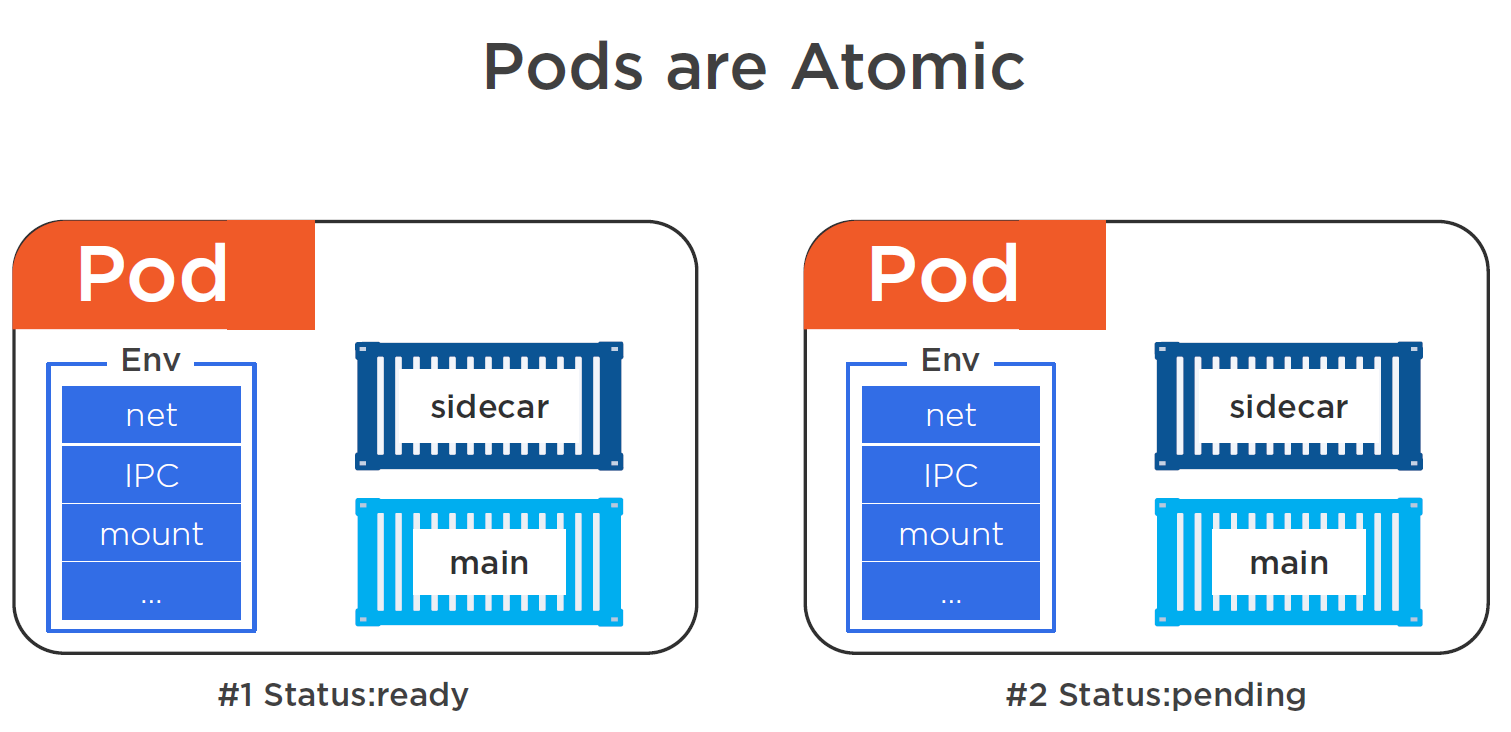 Pods are Atomic
Pod
Env
net
IPC
mount
...
sidecar
main
#1 Status:ready
Pod
Env
net
IPC
mount
...
sidecar
main
#2 Status:pending